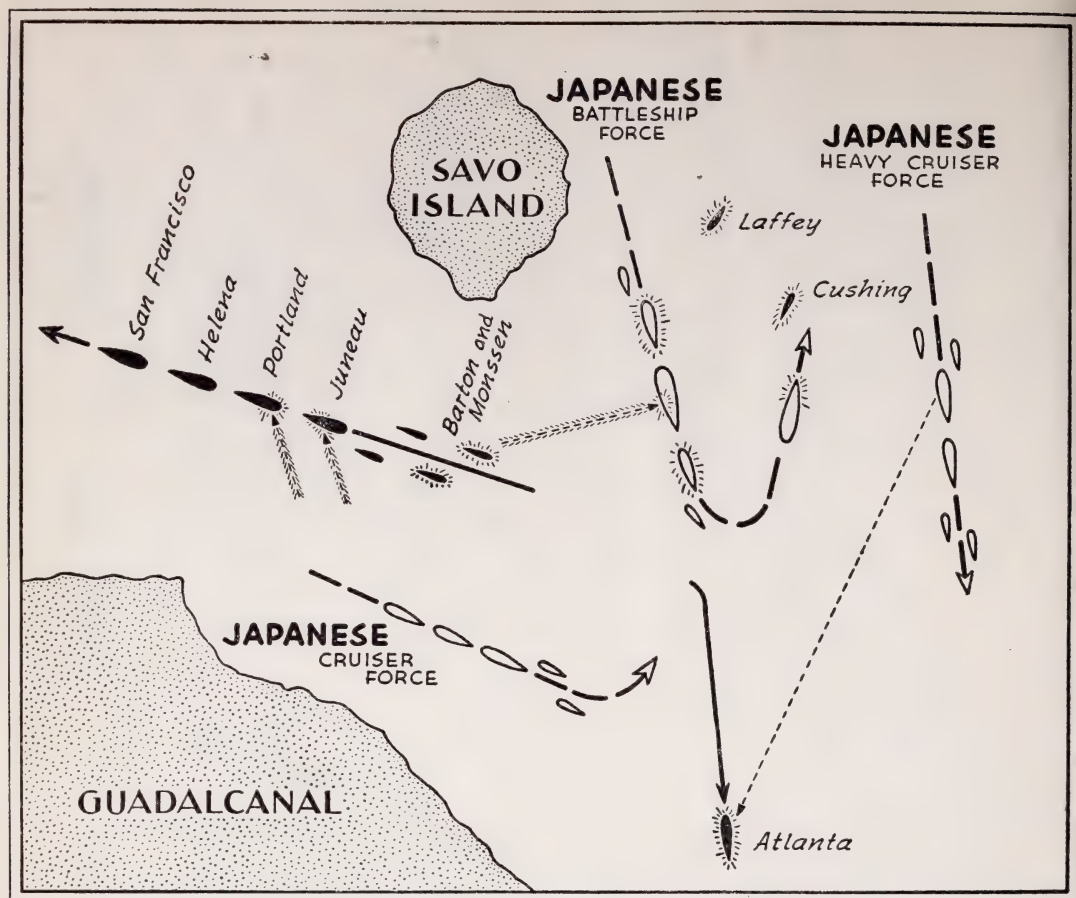 JAPANESE
BATTLESHIP
FORCE
JAPANESE
HEAVY CRUISER
FORCE
SAVO
ISLAND
Laffey
Cushing
San Francisco
Helena
Portland
Juneau
Barton and
Monssen
JAPANESE
CRUISER
FORCE
GUADALCANAL
Atlanta